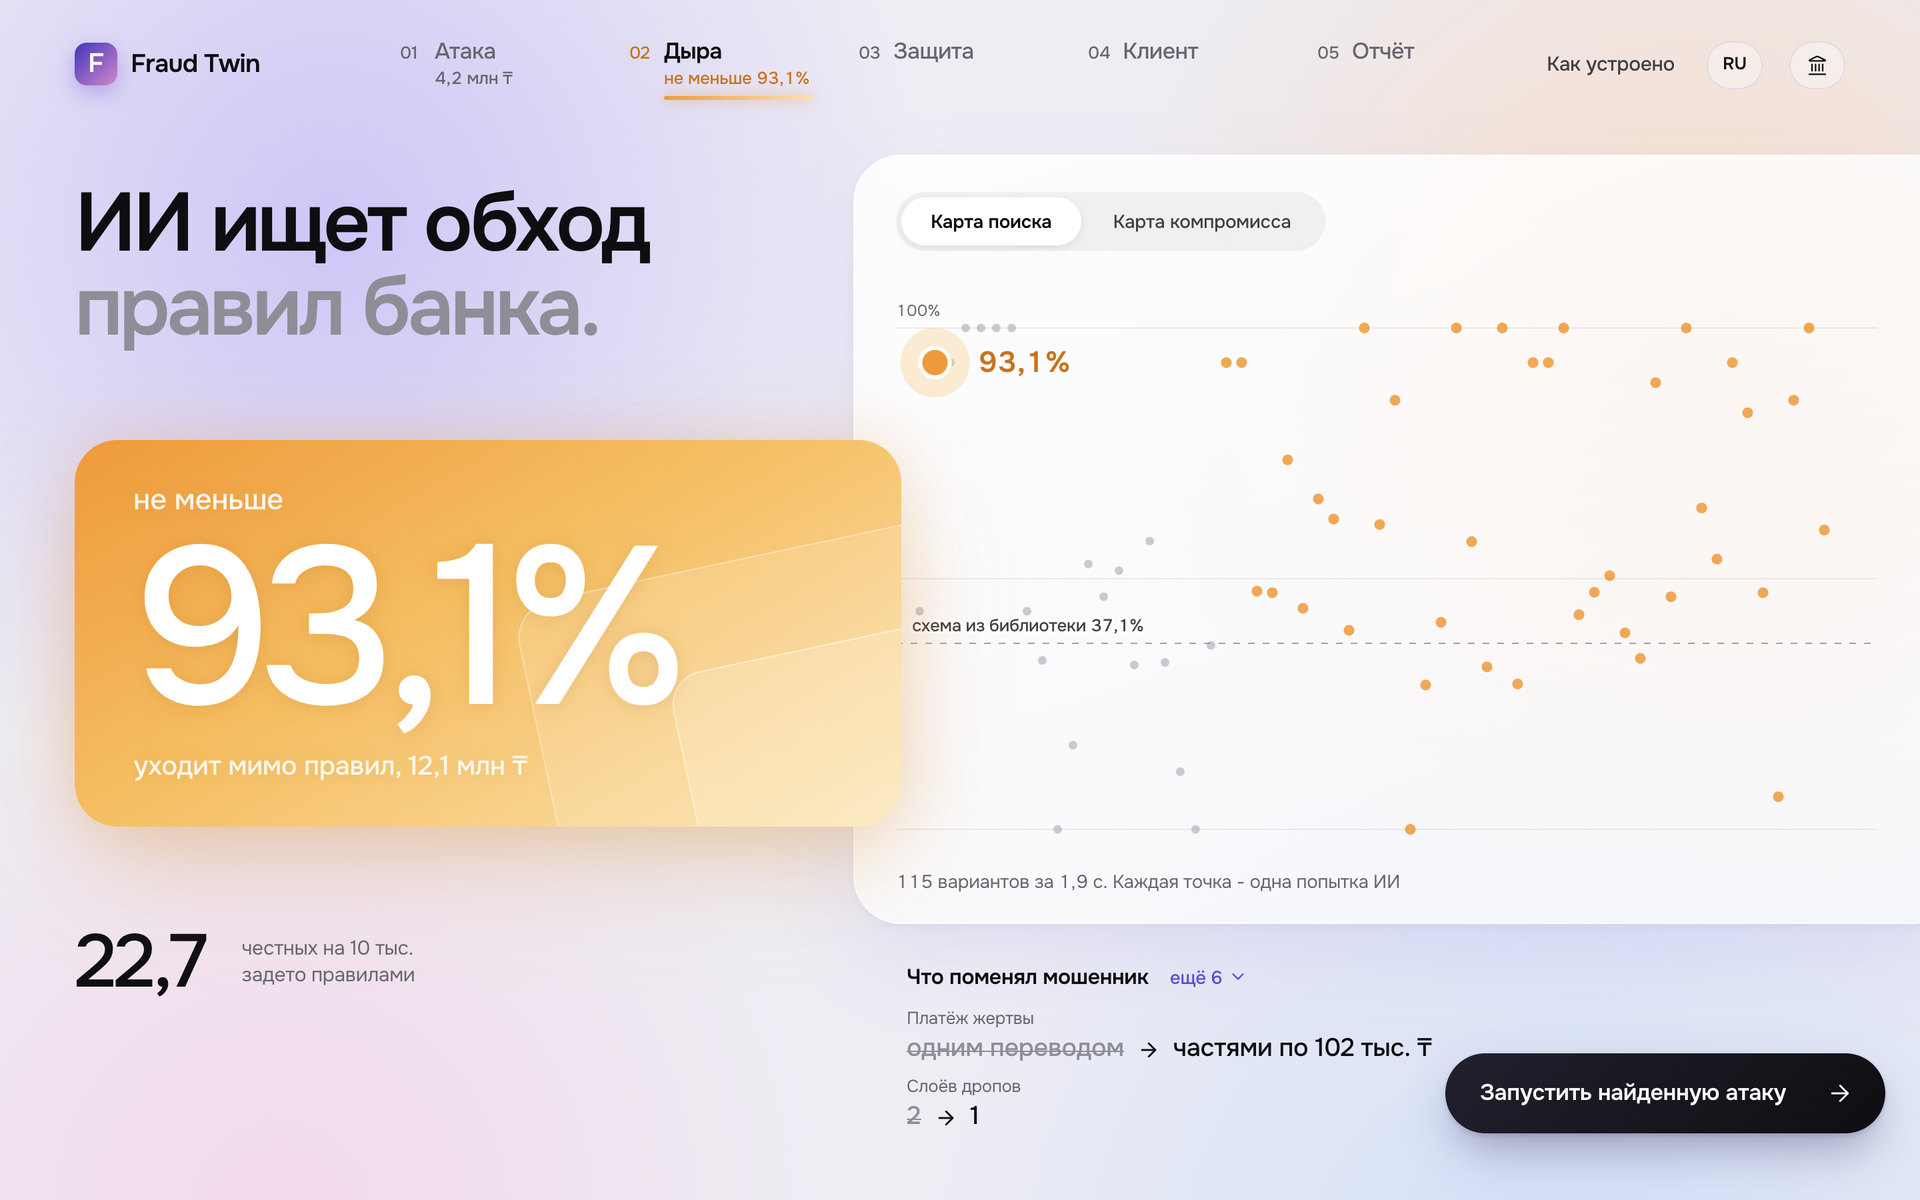 F Fraud Twin
01 Атака
4,2 млн ₸
02 Дыра
не меньше 93,1%
03 Защита
04 Клиент
05 Отчёт
Как устроено
RU
ИИ ищет обход
правил банка.
не меньше
93,1%
уходит мимо правил, 12,1 млн ₸
22,7
честных на 10 тыс.
задето правилами
Карта поиска
Карта компромисса
100%
93,1%
схема из библиотеки 37,1%
115 вариантов за 1,9 с. Каждая точка - одна попытка ИИ
Что поменял мошенник ещё 6
Платёж жертвы
одним переводом → частями по 102 тыс. ₸
Слоёв дропов
2 → 1
Запустить найденную атаку →